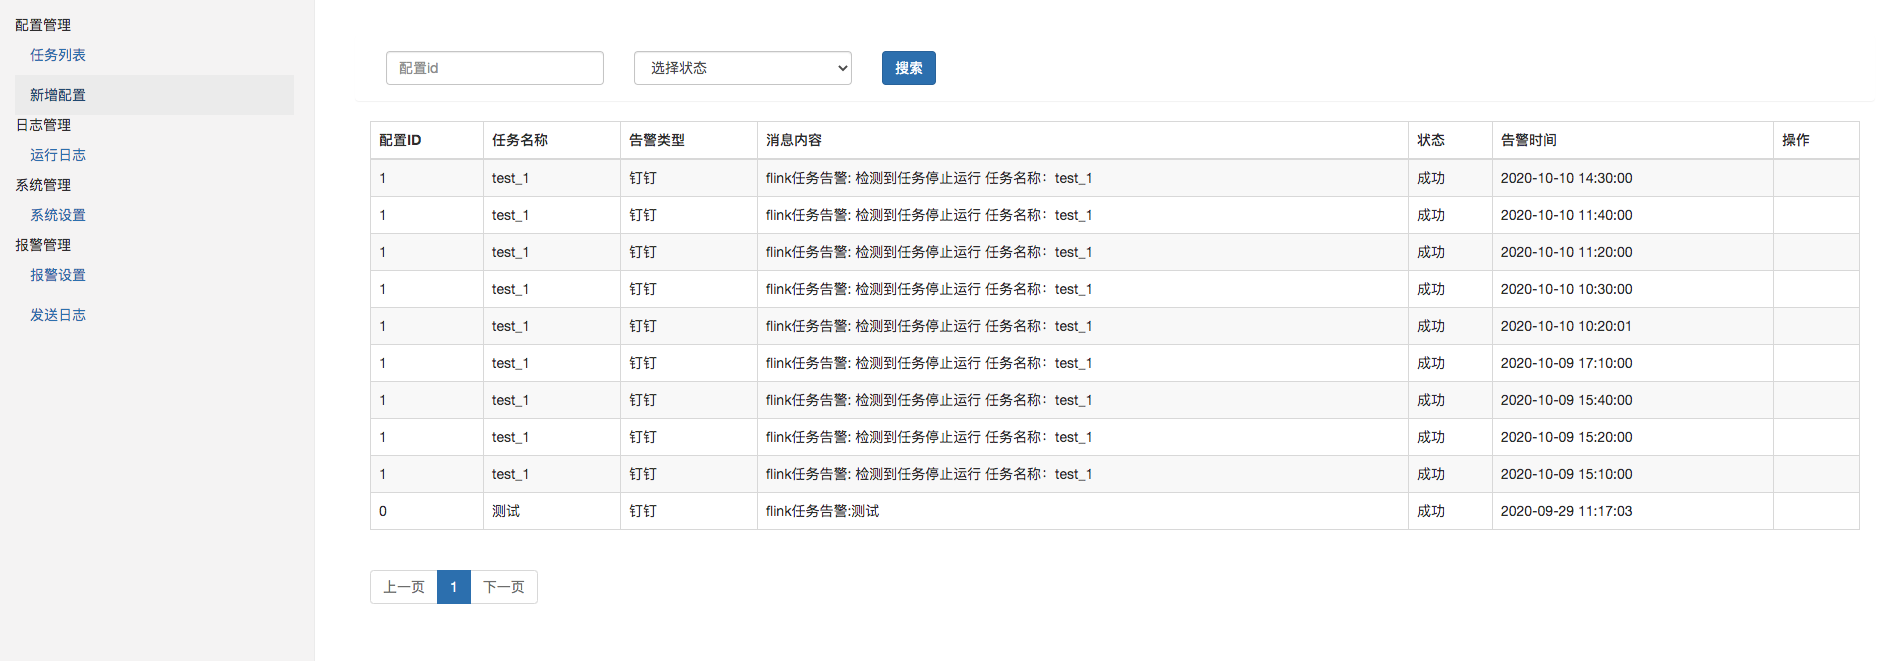 配置管理
任务列表
新增配置
日志管理
运行日志
系统管理
系统设置
报警管理
报警设置
发送日志
配置id 选择状态 搜索
配置ID 任务名称 告警类型 消息内容 状态 告警时间 操作
1 test_1 钉钉 flink任务告警: 检测到任务停止运行 任务名称：test_1 成功 2020-10-10 14:30:00
1 test_1 钉钉 flink任务告警: 检测到任务停止运行 任务名称：test_1 成功 2020-10-10 11:40:00
1 test_1 钉钉 flink任务告警: 检测到任务停止运行 任务名称：test_1 成功 2020-10-10 11:20:00
1 test_1 钉钉 flink任务告警: 检测到任务停止运行 任务名称：test_1 成功 2020-10-10 10:30:00
1 test_1 钉钉 flink任务告警: 检测到任务停止运行 任务名称：test_1 成功 2020-10-10 10:20:01
1 test_1 钉钉 flink任务告警: 检测到任务停止运行 任务名称：test_1 成功 2020-10-09 17:10:00
1 test_1 钉钉 flink任务告警: 检测到任务停止运行 任务名称：test_1 成功 2020-10-09 15:40:00
1 test_1 钉钉 flink任务告警: 检测到任务停止运行 任务名称：test_1 成功 2020-10-09 15:20:00
1 test_1 钉钉 flink任务告警: 检测到任务停止运行 任务名称：test_1 成功 2020-10-09 15:10:00
0 测试 钉钉 flink任务告警:测试 成功 2020-09-29 11:17:03
上一页 1 下一页